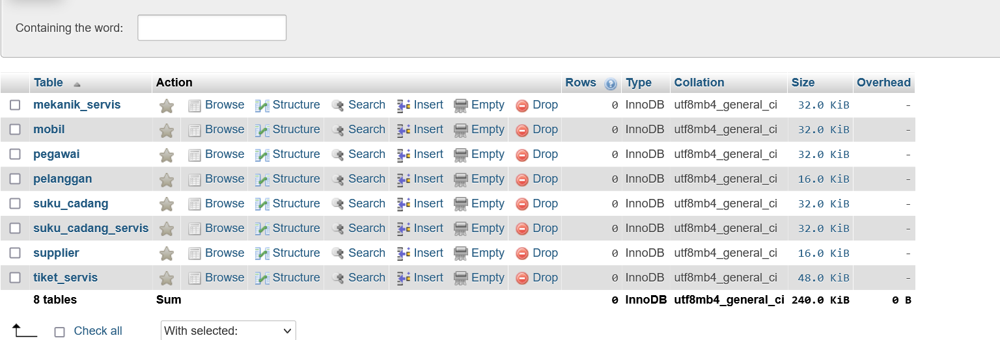 Containing the word:
Table Action Rows Type Collation Size Overhead
mekanik_servis Browse Structure Search Insert Empty Drop 0 InnoDB utf8mb4_general_ci 32.0 KiB -
mobil Browse Structure Search Insert Empty Drop 0 InnoDB utf8mb4_general_ci 32.0 KiB -
pegawai Browse Structure Search Insert Empty Drop 0 InnoDB utf8mb4_general_ci 32.0 KiB -
pelanggan Browse Structure Search Insert Empty Drop 0 InnoDB utf8mb4_general_ci 16.0 KiB -
suku_cadang Browse Structure Search Insert Empty Drop 0 InnoDB utf8mb4_general_ci 32.0 KiB -
suku_cadang_servis Browse Structure Search Insert Empty Drop 0 InnoDB utf8mb4_general_ci 32.0 KiB -
supplier Browse Structure Search Insert Empty Drop 0 InnoDB utf8mb4_general_ci 16.0 KiB -
tiket_servis Browse Structure Search Insert Empty Drop 0 InnoDB utf8mb4_general_ci 48.0 KiB -
8 tables Sum 0 InnoDB utf8mb4_general_ci 240.0 KiB 0 B
Check all With selected: